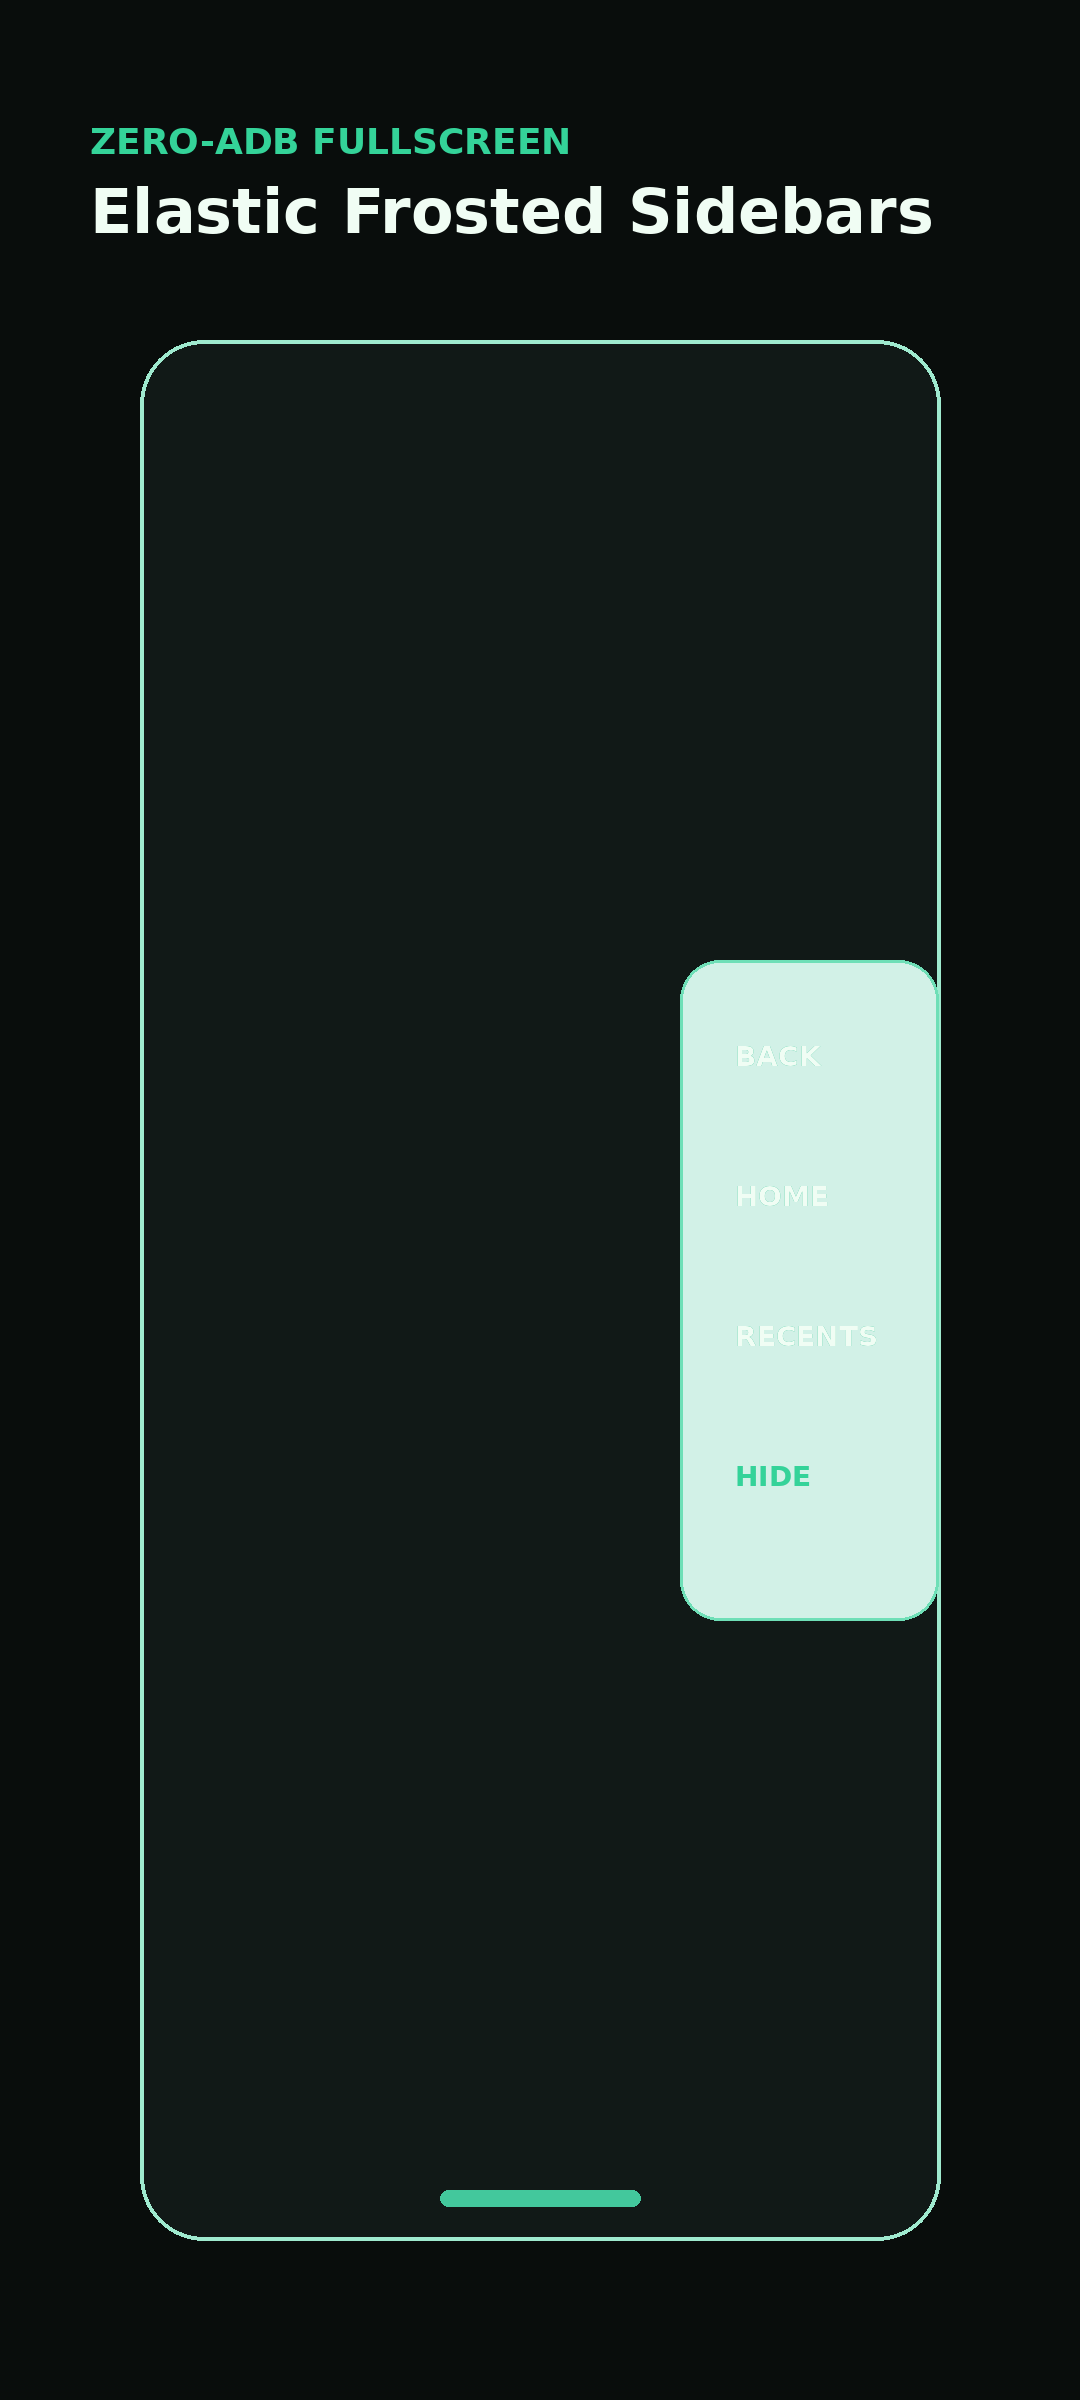 ZERO-ADB FULLSCREEN
Elastic Frosted Sidebars
BACK
HOME
RECENTS
HIDE